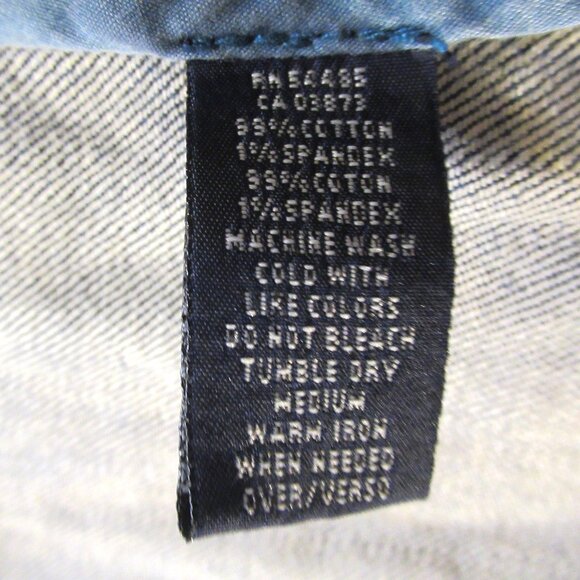 RN 54485
CA 03873
99% COTTON
1% SPANDEX
99% COTON
1% SPANDEX
MACHINE WASH
COLD WITH
LIKE COLORS
DO NOT BLEACH
TUMBLE DRY
MEDIUM
WARM IRON
WHEN NEEDED
OVER/VERSO